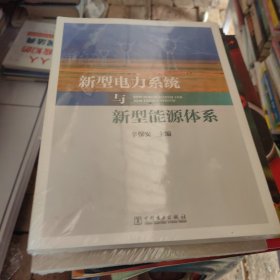 新型电力系统
与
新型能源体系
辛保安 主编
中国电力出版社